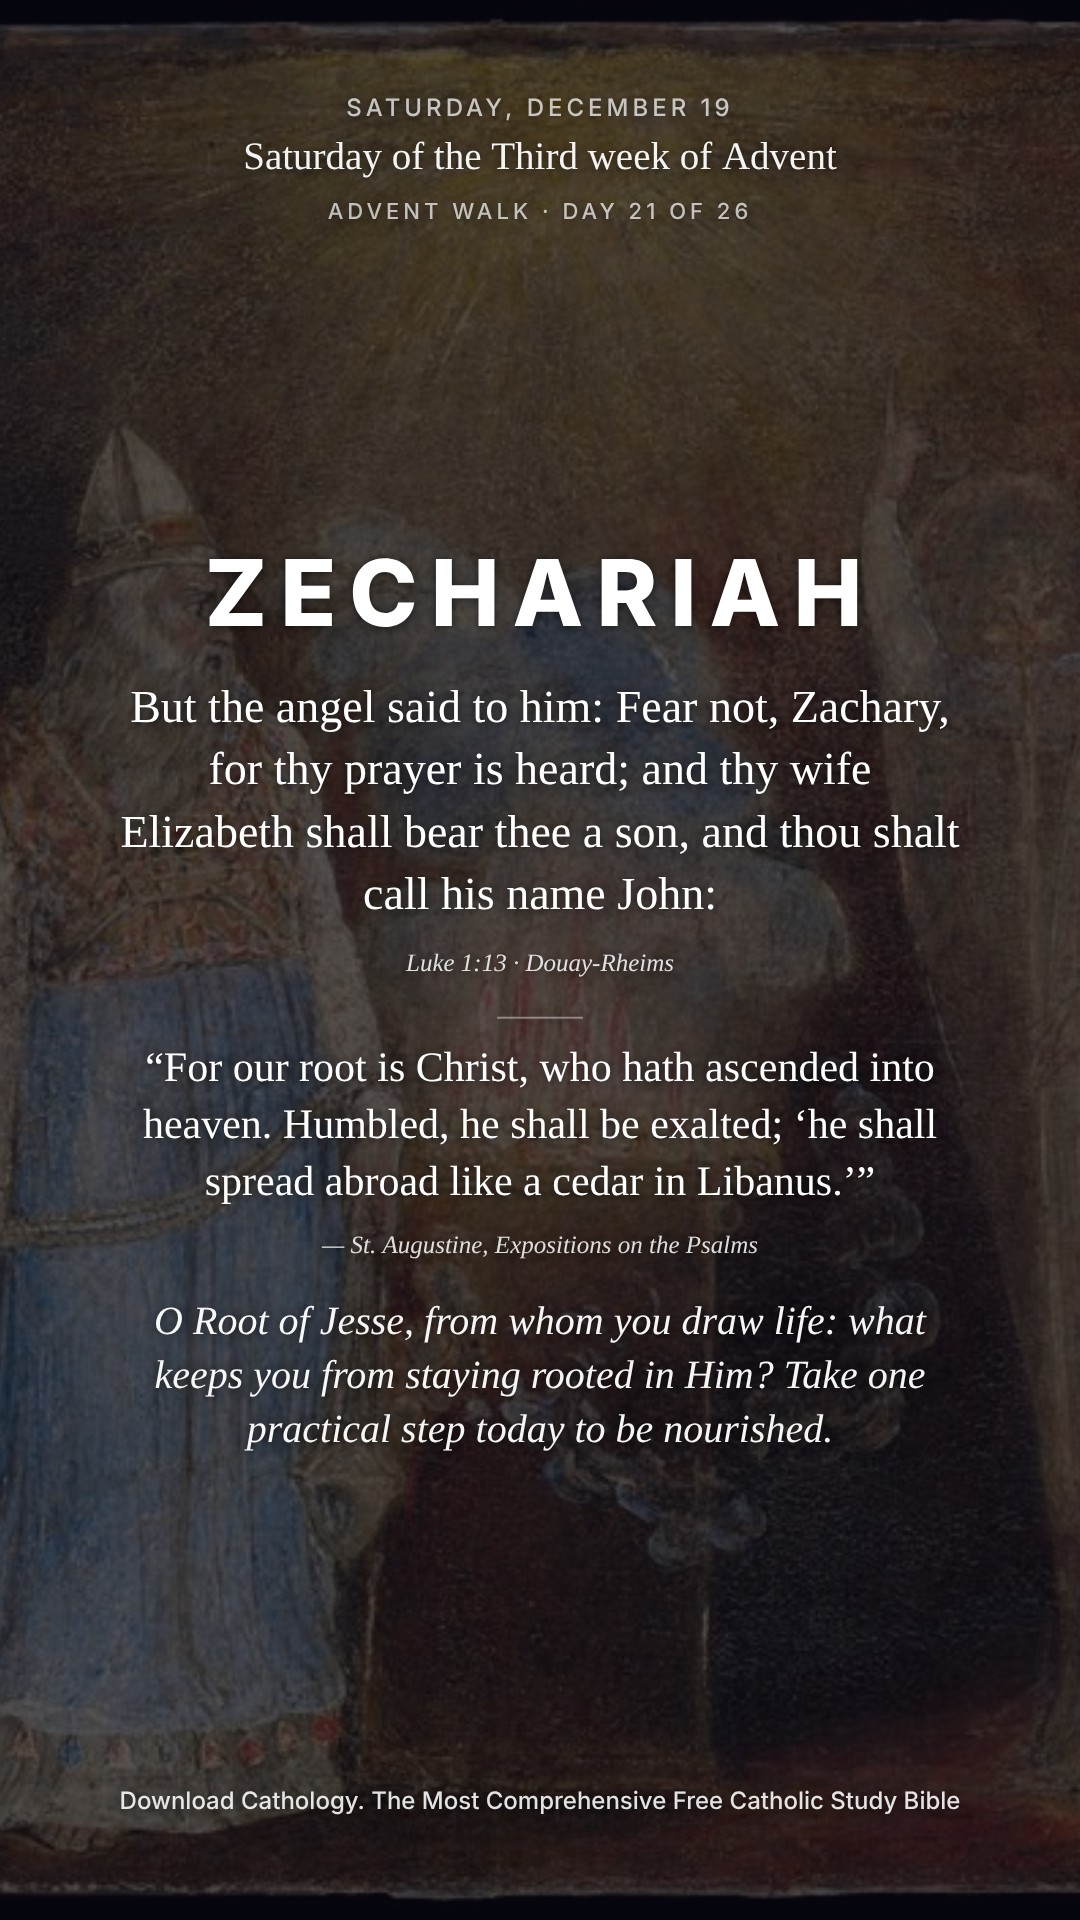 SATURDAY, DECEMBER 19
Saturday of the Third week of Advent
ADVENT WALK · DAY 21 OF 26
ZECHARIAH
But the angel said to him: Fear not, Zachary,
for thy prayer is heard; and thy wife
Elizabeth shall bear thee a son, and thou shalt
call his name John:
Luke 1:13 · Douay-Rheims
“For our root is Christ, who hath ascended into
heaven. Humbled, he shall be exalted; ‘he shall
spread abroad like a cedar in Libanus.’”
— St. Augustine, Expositions on the Psalms
O Root of Jesse, from whom you draw life: what
keeps you from staying rooted in Him? Take one
practical step today to be nourished.
Download Cathology. The Most Comprehensive Free Catholic Study Bible